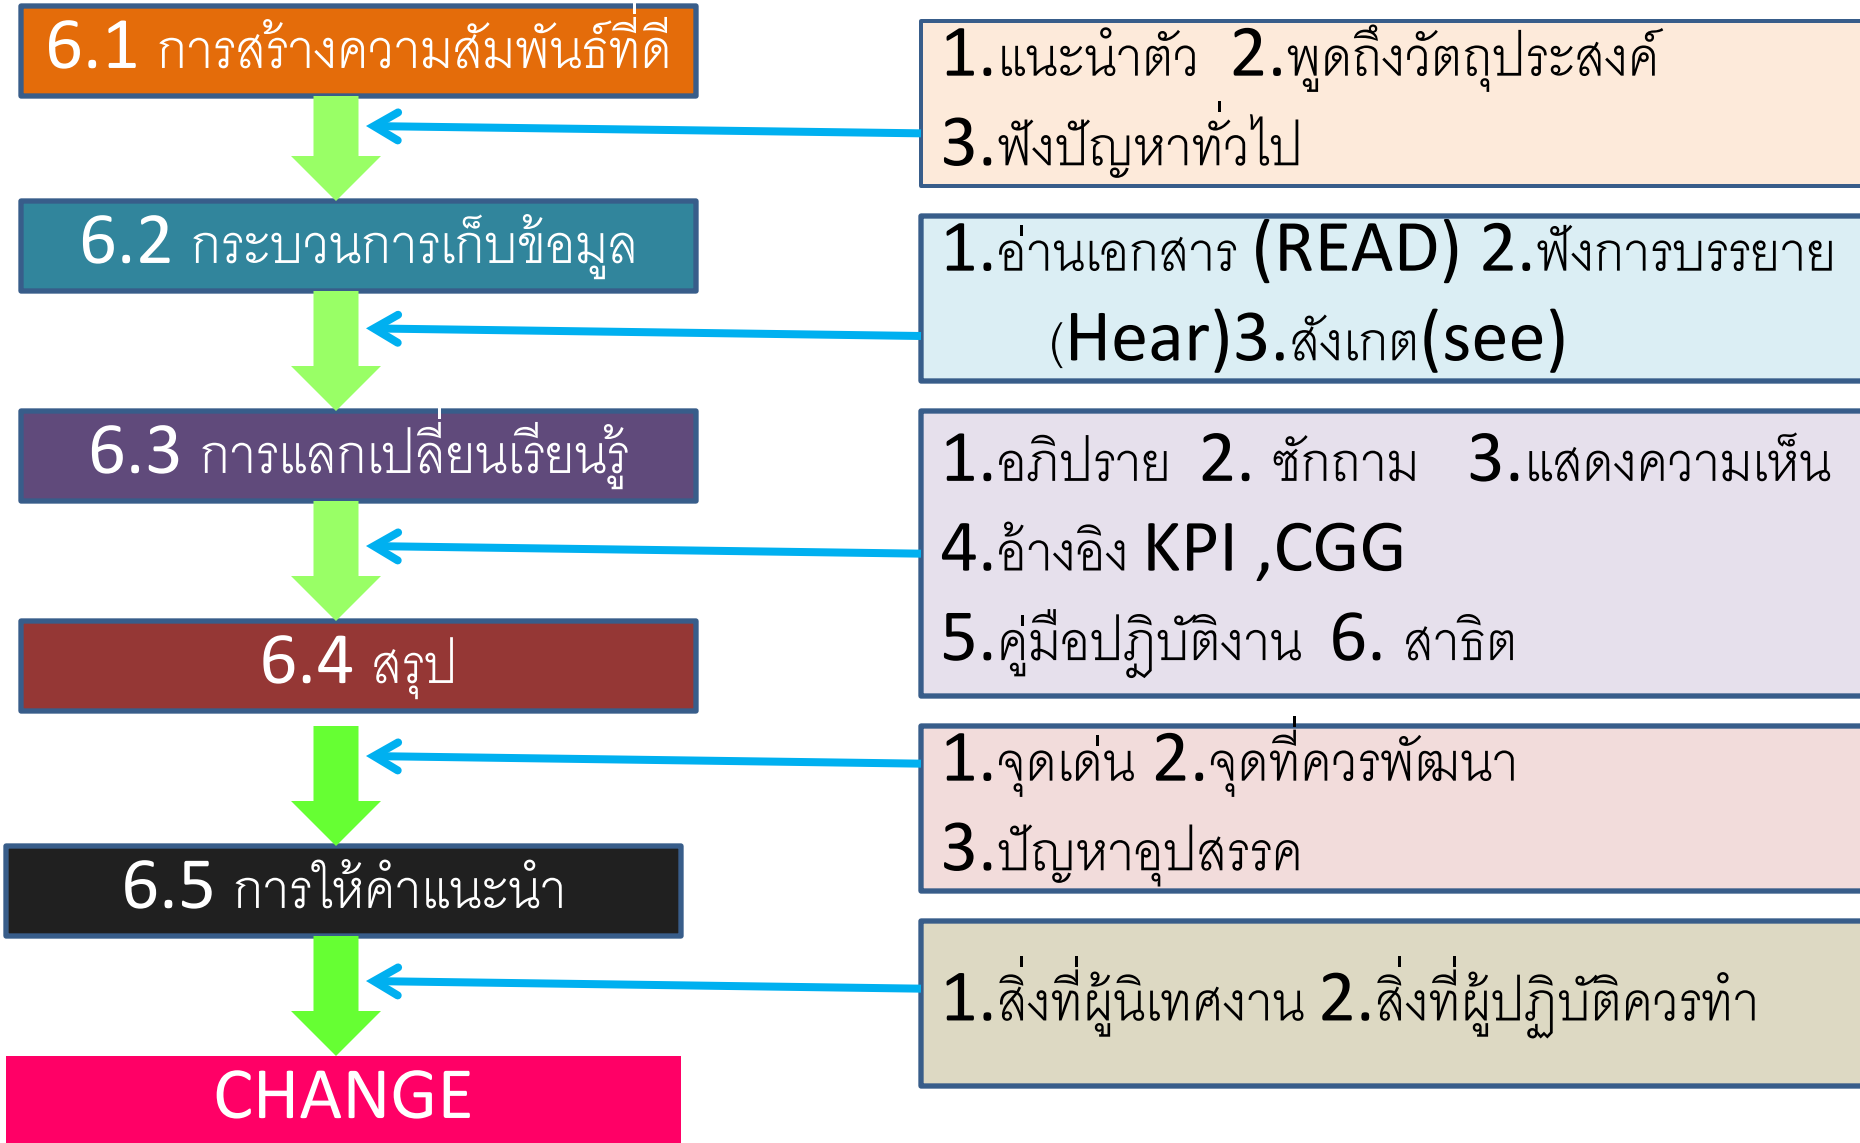 6.1 การสร้างความสัมพันธ์ที่ดี
1.แนะนำตัว 2.พูดถึงวัตถุประสงค์
3.ฟังปัญหาทั่วไป
6.2 กระบวนการเก็บข้อมูล
1.อ่านเอกสาร (READ) 2.ฟังการบรรยาย
(Hear)3.สังเกต(see)
6.3 การแลกเปลี่ยนเรียนรู้
1.อภิปราย 2. ซักถาม 3.แสดงความเห็น
4.อ้างอิง KPI ,CGG
5.คู่มือปฎิบัติงาน 6. สาธิต
6.4 สรุป
1.จุดเด่น 2.จุดที่ควรพัฒนา
3.ปัญหาอุปสรรค
6.5 การให้คำแนะนำ
1.สิ่งที่ผู้นิเทศงาน 2.สิ่งที่ผู้ปฏิบัติควรทำ
CHANGE